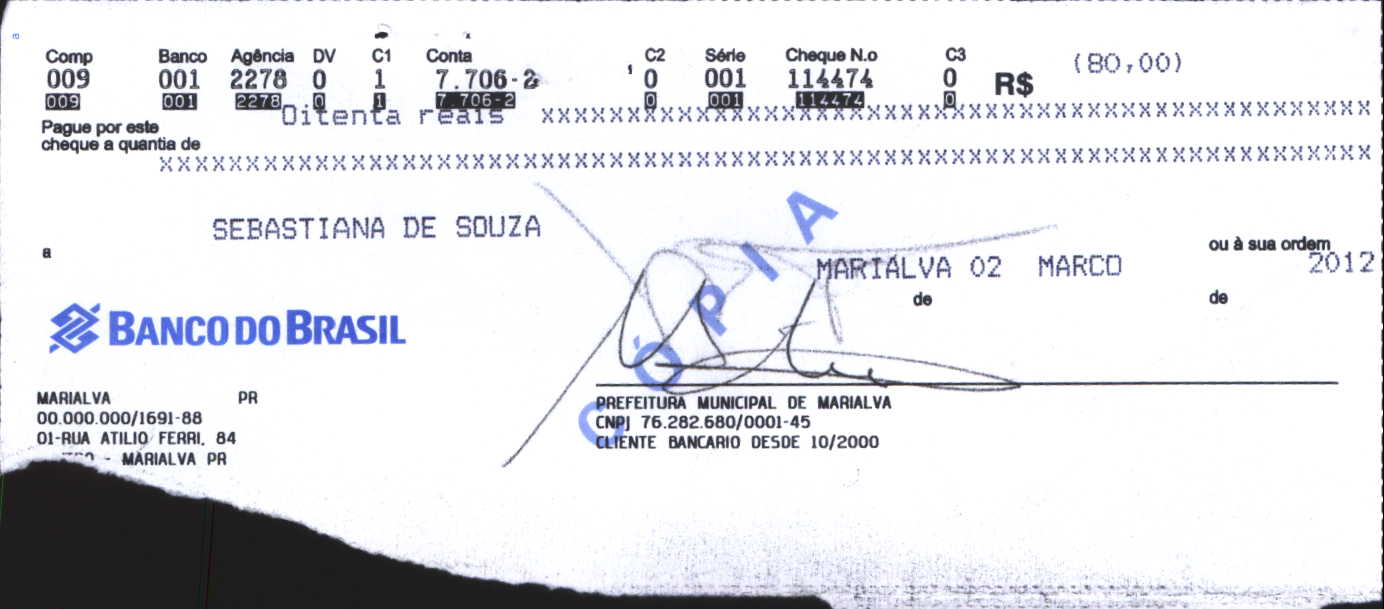 Comp Banco Agência DV C1 Conta C2 Série Cheque N.o C3
009 001 2278 0 1 7.706-2 0 001 114474 0 R$ (80,00)
009 001 2278 0 1 7.706-2 0 001 114474 0
Oitenta reais XXXXXXXXXXXXXXXXXXXXXXXXXXXXXXXXXXXXXXXXXXXXXXXX
Pague por este
cheque a quantia de
XXXXXXXXXXXXXXXXXXXXXXXXXXXXXXXXXXXXXXXXXXXXXXXXXXXXXXXXXXXXXXXXXXXXXX
SEBASTIANA DE SOUZA
a ou à sua ordem
MARIALVA 02 MARCO 2012
de de
CÓPIA
BANCO DO BRASIL
MARIALVA PR
00.000.000/1691-88
01-RUA ATILIO FERRI, 84
- MARIALVA PR
PREFEITURA MUNICIPAL DE MARIALVA
CNPJ 76.282.680/0001-45
CLIENTE BANCARIO DESDE 10/2000